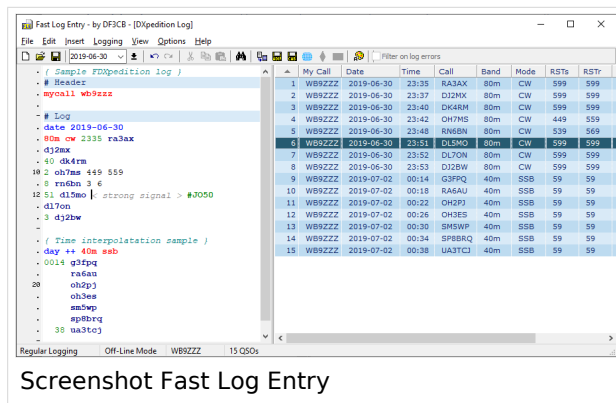 Fast Log Entry - by DF3CB - [DXpedition Log]
File Edit Insert Logging View Options Help
2019-06-30 Filter on log errors
{ Sample FDXpedition log }
# Header
mycall wb9zzz
# Log
date 2019-06-30
80m cw 2335 ra3ax
dj2mx
40 dk4rm
10 2 oh7ms 449 559
8 rn6bn 3 6
12 51 dl5mo < strong signal > #JO50
dl7on
3 dj2bw
{ Time interpolatation sample }
day ++ 40m ssb
0014 g3fpq
ra6au
20 oh2pj
oh3es
sm5wp
sp8brq
38 ua3tcj
My Call Date Time Call Band Mode RSTs RSTr
1 WB9ZZZ 2019-06-30 23:35 RA3AX 80m CW 599 599
2 WB9ZZZ 2019-06-30 23:37 DJ2MX 80m CW 599 599
3 WB9ZZZ 2019-06-30 23:40 DK4RM 80m CW 599 599
4 WB9ZZZ 2019-06-30 23:42 OH7MS 80m CW 449 559
5 WB9ZZZ 2019-06-30 23:48 RN6BN 80m CW 539 569
6 WB9ZZZ 2019-06-30 23:51 DL5MO 80m CW 599 599
7 WB9ZZZ 2019-06-30 23:52 DL7ON 80m CW 599 599
8 WB9ZZZ 2019-06-30 23:53 DJ2BW 80m CW 599 599
9 WB9ZZZ 2019-07-02 00:14 G3FPQ 40m SSB 59 59
10 WB9ZZZ 2019-07-02 00:18 RA6AU 40m SSB 59 59
11 WB9ZZZ 2019-07-02 00:22 OH2PJ 40m SSB 59 59
12 WB9ZZZ 2019-07-02 00:26 OH3ES 40m SSB 59 59
13 WB9ZZZ 2019-07-02 00:30 SM5WP 40m SSB 59 59
14 WB9ZZZ 2019-07-02 00:34 SP8BRQ 40m SSB 59 59
15 WB9ZZZ 2019-07-02 00:38 UA3TCJ 40m SSB 59 59
Regular Logging Off-Line Mode WB9ZZZ 15 QSOs
Screenshot Fast Log Entry